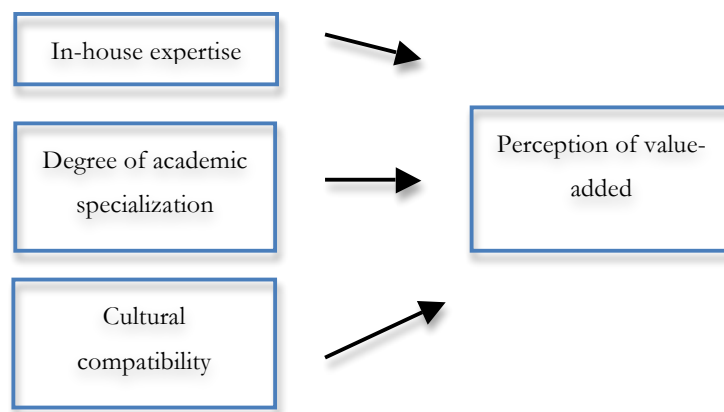 In-house expertise
Degree of academic
specialization
Cultural
compatibility
Perception of value-
added